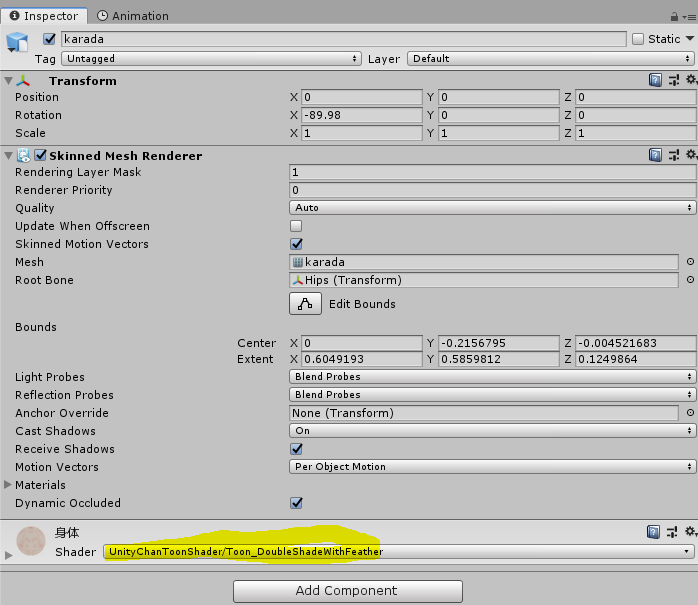 Inspector Animation
karada Static
Tag Untagged Layer Default
Transform
Position X 0 Y 0 Z 0
Rotation X -89.98 Y 0 Z 0
Scale X 1 Y 1 Z 1
Skinned Mesh Renderer
Rendering Layer Mask 1
Renderer Priority 0
Quality Auto
Update When Offscreen
Skinned Motion Vectors
Mesh karada
Root Bone Hips (Transform)
Edit Bounds
Bounds
Center X 0 Y -0.2156795 Z -0.004521683
Extent X 0.6049193 Y 0.5859812 Z 0.1249864
Light Probes Blend Probes
Reflection Probes Blend Probes
Anchor Override None (Transform)
Cast Shadows On
Receive Shadows
Motion Vectors Per Object Motion
Materials
Dynamic Occluded
身体
Shader UnityChanToonShader/Toon_DoubleShadeWithFeather
Add Component